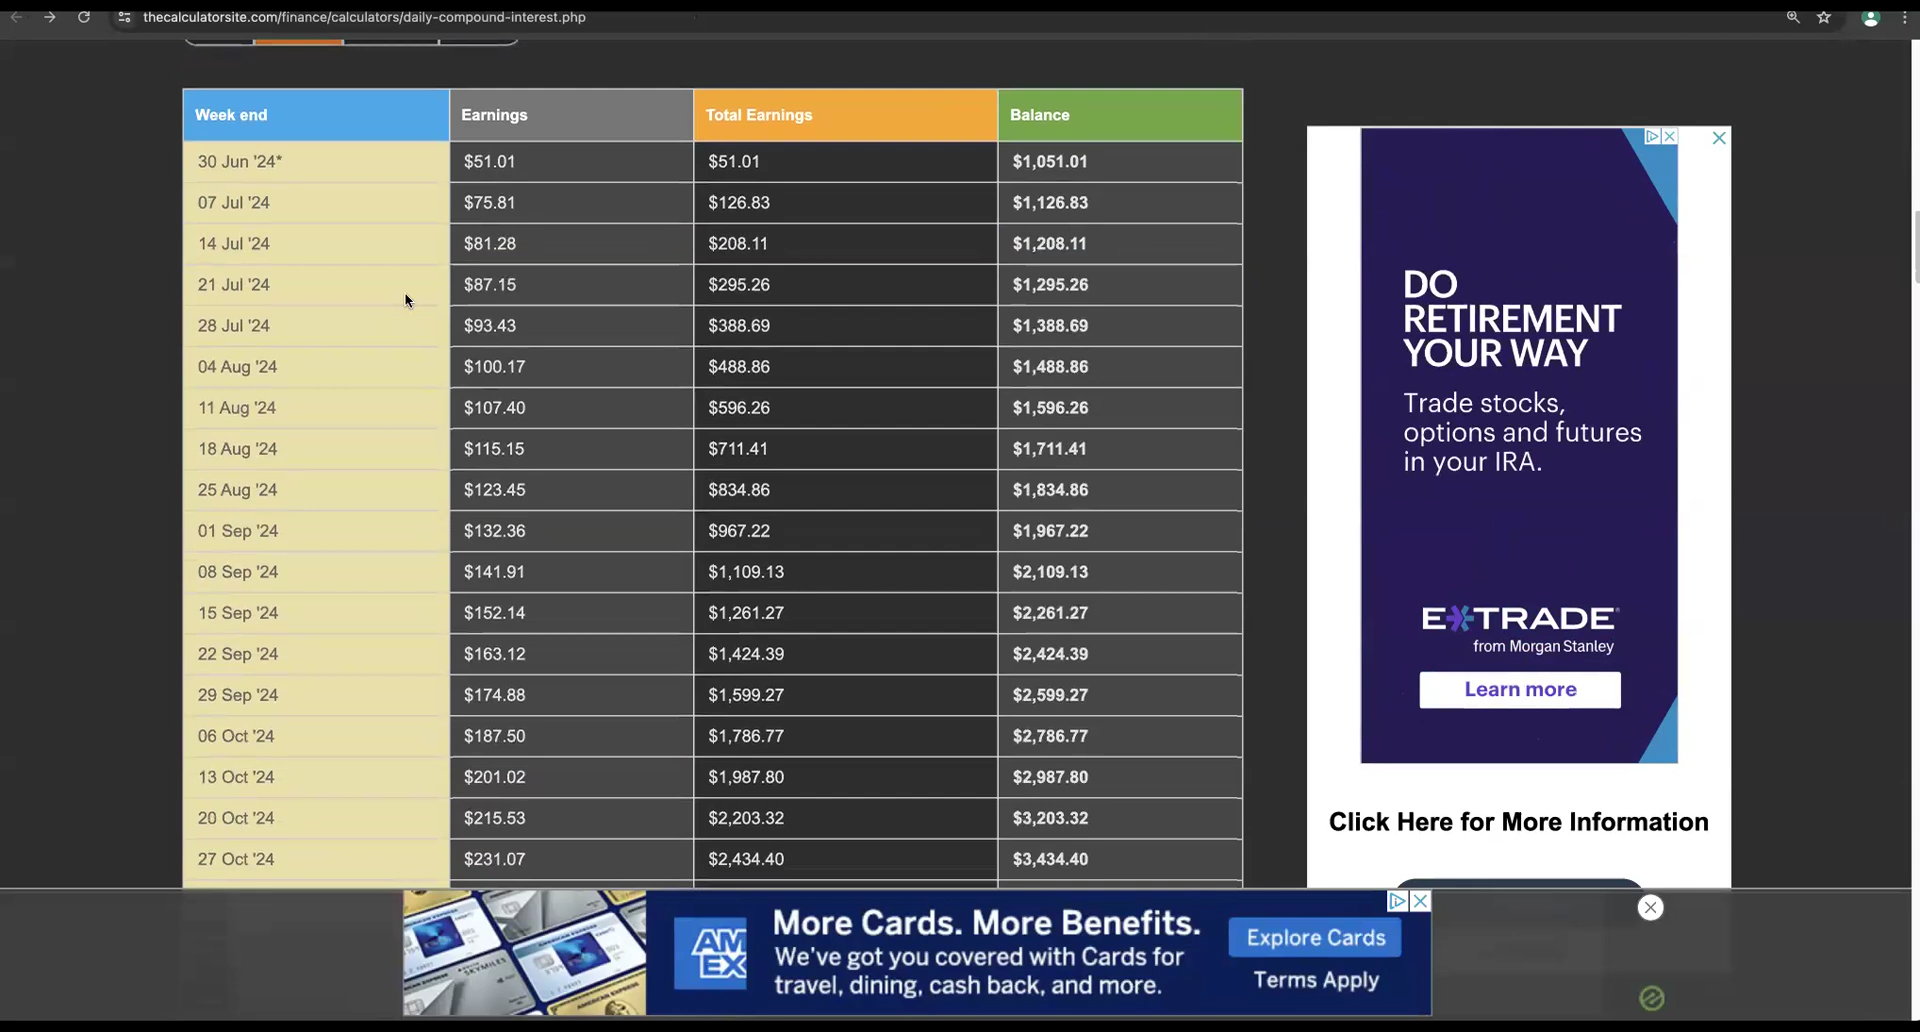 thecalculatorsite.com/finance/calculators/daily-compound-interest.php
Week end Earnings Total Earnings Balance
30 Jun '24* $51.01 $51.01 $1,051.01
07 Jul '24 $75.81 $126.83 $1,126.83
14 Jul '24 $81.28 $208.11 $1,208.11
21 Jul '24 $87.15 $295.26 $1,295.26
28 Jul '24 $93.43 $388.69 $1,388.69
04 Aug '24 $100.17 $488.86 $1,488.86
11 Aug '24 $107.40 $596.26 $1,596.26
18 Aug '24 $115.15 $711.41 $1,711.41
25 Aug '24 $123.45 $834.86 $1,834.86
01 Sep '24 $132.36 $967.22 $1,967.22
08 Sep '24 $141.91 $1,109.13 $2,109.13
15 Sep '24 $152.14 $1,261.27 $2,261.27
22 Sep '24 $163.12 $1,424.39 $2,424.39
29 Sep '24 $174.88 $1,599.27 $2,599.27
06 Oct '24 $187.50 $1,786.77 $2,786.77
13 Oct '24 $201.02 $1,987.80 $2,987.80
20 Oct '24 $215.53 $2,203.32 $3,203.32
27 Oct '24 $231.07 $2,434.40 $3,434.40
DO
RETIREMENT
YOUR WAY
Trade stocks,
options and futures
in your IRA.
E*TRADE
from Morgan Stanley
Learn more
Click Here for More Information
AM
EX
More Cards. More Benefits.
We've got you covered with Cards for
travel, dining, cash back, and more.
Explore Cards
Terms Apply